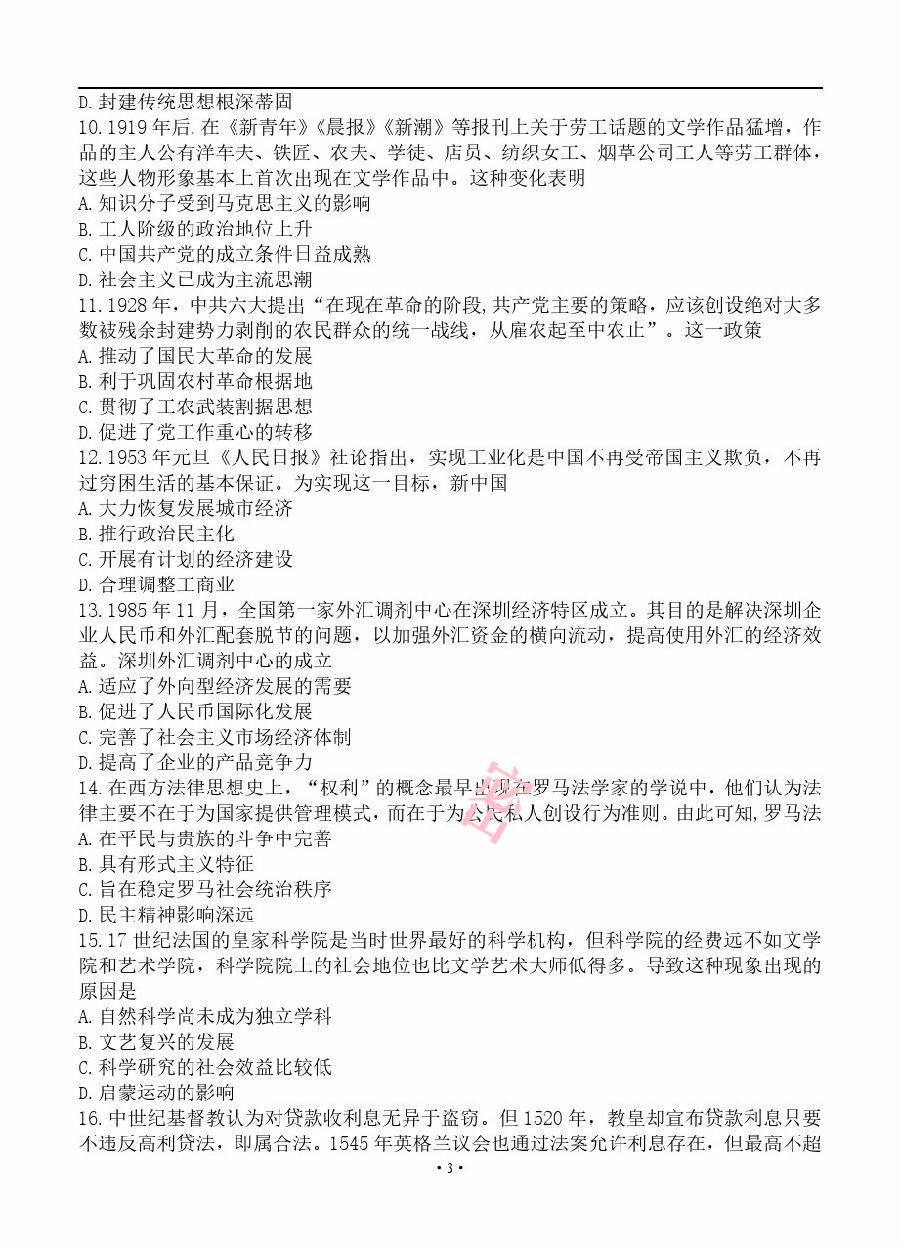 D. 封建传统思想根深蒂固
10.1919年后.在《新青年》《晨报》《新潮》等报刊上关于劳工话题的文学作品猛增，作
品的主人公有洋车夫、铁匠、农夫、学徒、店员、纺织女工、烟草公司工人等劳工群体，
这些人物形象基本上首次出现在文学作品中。这种变化表明
A. 知识分子受到马克思主义的影响
B. 工人阶级的政治地位上升
C. 中国共产党的成立条件日益成熟
D. 社会主义已成为主流思潮
11.1928年，中共六大提出“在现在革命的阶段,共产党主要的策略，应该创设绝对大多
数被残余封建势力剥削的农民群众的统一战线，从雇农起至中农止”。这一政策
A. 推动了国民大革命的发展
B. 利于巩固农村革命根据地
C. 贯彻了工农武装割据思想
D. 促进了党工作重心的转移
12.1953年元旦《人民日报》社论指出，实现工业化是中国不再受帝国主义欺负，不再
过穷困生活的基本保证。为实现这一目标，新中国
A. 大力恢复发展城市经济
B. 推行政治民主化
C. 开展有计划的经济建设
D. 合理调整工商业
13.1985年11月，全国第一家外汇调剂中心在深圳经济特区成立。其目的是解决深圳企
业人民币和外汇配套脱节的问题，以加强外汇资金的横向流动，提高使用外汇的经济效
益。深圳外汇调剂中心的成立
A. 适应了外向型经济发展的需要
B. 促进了人民币国际化发展
C. 完善了社会主义市场经济体制
D. 提高了企业的产品竞争力
14. 在西方法律思想史上，“权利”的概念最早出现在罗马法学家的学说中，他们认为法
律主要不在于为国家提供管理模式，而在于为公民私人创设行为准则。由此可知,罗马法
A. 在平民与贵族的斗争中完善
B. 具有形式主义特征
C. 旨在稳定罗马社会统治秩序
D. 民主精神影响深远
15.17世纪法国的皇家科学院是当时世界最好的科学机构，但科学院的经费远不如文学
院和艺术学院，科学院院士的社会地位也比文学艺术大师低得多。导致这种现象出现的
原因是
A. 自然科学尚未成为独立学科
B. 文艺复兴的发展
C. 科学研究的社会效益比较低
D. 启蒙运动的影响
16. 中世纪基督教认为对贷款收利息无异于盗窃。但1520年，教皇却宣布贷款利息只要
不违反高利贷法，即属合法。1545年英格兰议会也通过法案允许利息存在，但最高不超
·3·